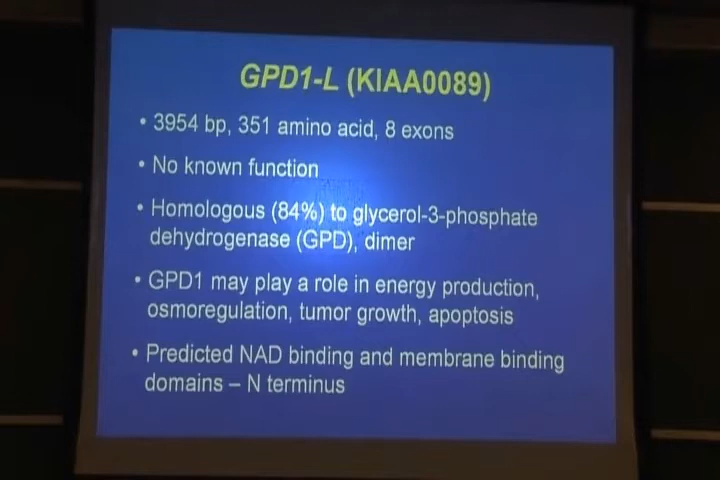 GPD1-L (KIAA0089)
• 3954 bp, 351 amino acid, 8 exons
• No known function
• Homologous (84%) to glycerol-3-phosphate
dehydrogenase (GPD), dimer
• GPD1 may play a role in energy production,
osmoregulation, tumor growth, apoptosis
• Predicted NAD binding and membrane binding
domains – N terminus